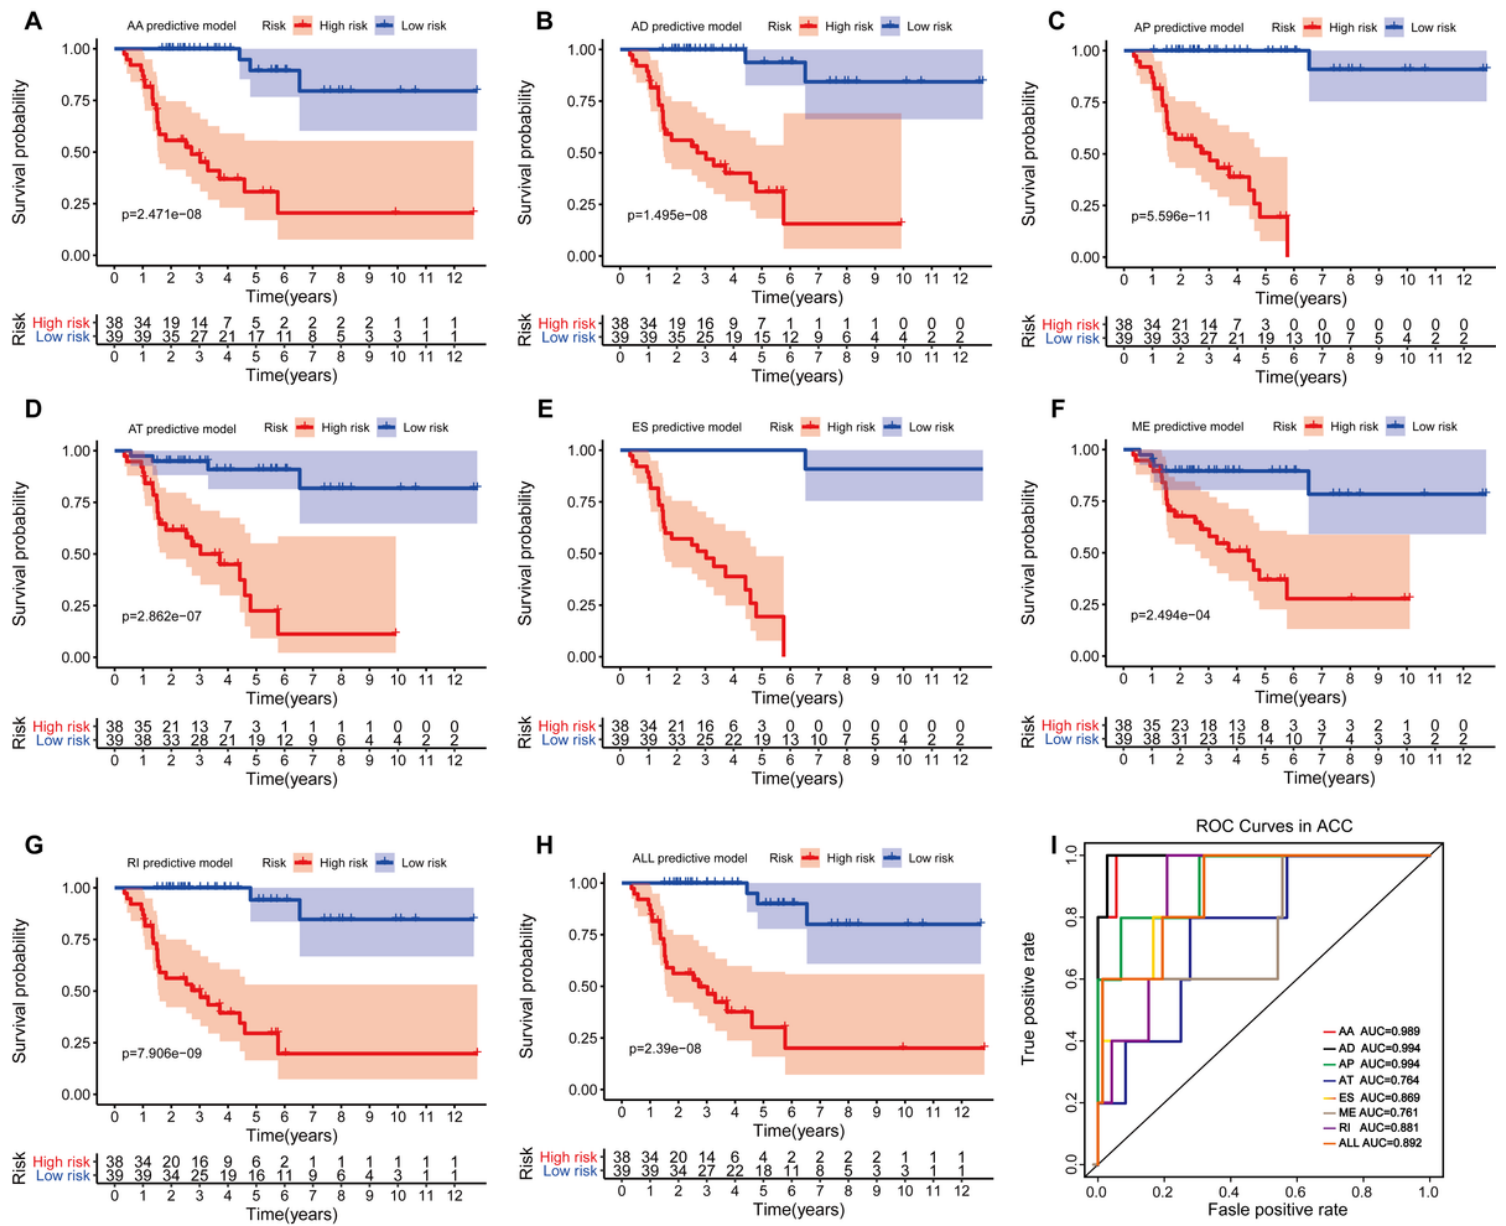 A AA predictive model Risk High risk Low risk
Survival probability
1.00
0.75
0.50
0.25
0.00
p=2.471e−08
0 1 2 3 4 5 6 7 8 9 10 11 12
Time(years)
Risk
High risk 38 34 19 14 7 5 2 2 2 2 1 1 1
Low risk 39 39 35 27 21 17 11 8 5 3 3 1 1
0 1 2 3 4 5 6 7 8 9 10 11 12
Time(years)
B AD predictive model Risk High risk Low risk
Survival probability
1.00
0.75
0.50
0.25
0.00
p=1.495e−08
0 1 2 3 4 5 6 7 8 9 10 11 12
Time(years)
Risk
High risk 38 34 19 16 9 7 1 1 1 1 0 0 0
Low risk 39 39 35 25 19 15 12 9 6 4 4 2 2
0 1 2 3 4 5 6 7 8 9 10 11 12
Time(years)
C AP predictive model Risk High risk Low risk
Survival probability
1.00
0.75
0.50
0.25
0.00
p=5.596e−11
0 1 2 3 4 5 6 7 8 9 10 11 12
Time(years)
Risk
High risk 38 34 21 14 7 3 0 0 0 0 0 0 0
Low risk 39 39 33 27 21 19 13 10 7 5 4 2 2
0 1 2 3 4 5 6 7 8 9 10 11 12
Time(years)
D AT predictive model Risk High risk Low risk
Survival probability
1.00
0.75
0.50
0.25
0.00
p=2.862e−07
0 1 2 3 4 5 6 7 8 9 10 11 12
Time(years)
Risk
High risk 38 35 21 13 7 3 1 1 1 1 0 0 0
Low risk 39 38 33 28 21 19 12 9 6 4 4 2 2
0 1 2 3 4 5 6 7 8 9 10 11 12
Time(years)
E ES predictive model Risk High risk Low risk
Survival probability
1.00
0.75
0.50
0.25
0.00
0 1 2 3 4 5 6 7 8 9 10 11 12
Time(years)
Risk
High risk 38 34 21 16 6 3 0 0 0 0 0 0 0
Low risk 39 39 33 25 22 19 13 10 7 5 4 2 2
0 1 2 3 4 5 6 7 8 9 10 11 12
Time(years)
F ME predictive model Risk High risk Low risk
Survival probability
1.00
0.75
0.50
0.25
0.00
p=2.494e−04
0 1 2 3 4 5 6 7 8 9 10 11 12
Time(years)
Risk
High risk 38 35 23 18 13 8 3 3 3 2 1 0 0
Low risk 39 38 31 23 15 14 10 7 4 3 3 2 2
0 1 2 3 4 5 6 7 8 9 10 11 12
Time(years)
G RI predictive model Risk High risk Low risk
Survival probability
1.00
0.75
0.50
0.25
0.00
p=7.906e−09
0 1 2 3 4 5 6 7 8 9 10 11 12
Time(years)
Risk
High risk 38 34 20 16 9 6 2 1 1 1 1 1 1
Low risk 39 39 34 25 19 16 11 9 6 4 3 1 1
0 1 2 3 4 5 6 7 8 9 10 11 12
Time(years)
H ALL predictive model Risk High risk Low risk
Survival probability
1.00
0.75
0.50
0.25
0.00
p=2.39e−08
0 1 2 3 4 5 6 7 8 9 10 11 12
Time(years)
Risk
High risk 38 34 20 14 6 4 2 2 2 2 1 1 1
Low risk 39 39 34 27 22 18 11 8 5 3 3 1 1
0 1 2 3 4 5 6 7 8 9 10 11 12
Time(years)
I ROC Curves in ACC
True positive rate
1.0
0.8
0.6
0.4
0.2
0.0
AA AUC=0.989
AD AUC=0.994
AP AUC=0.994
AT AUC=0.764
ES AUC=0.869
ME AUC=0.761
RI AUC=0.881
ALL AUC=0.892
0.0 0.2 0.4 0.6 0.8 1.0
Fasle positive rate